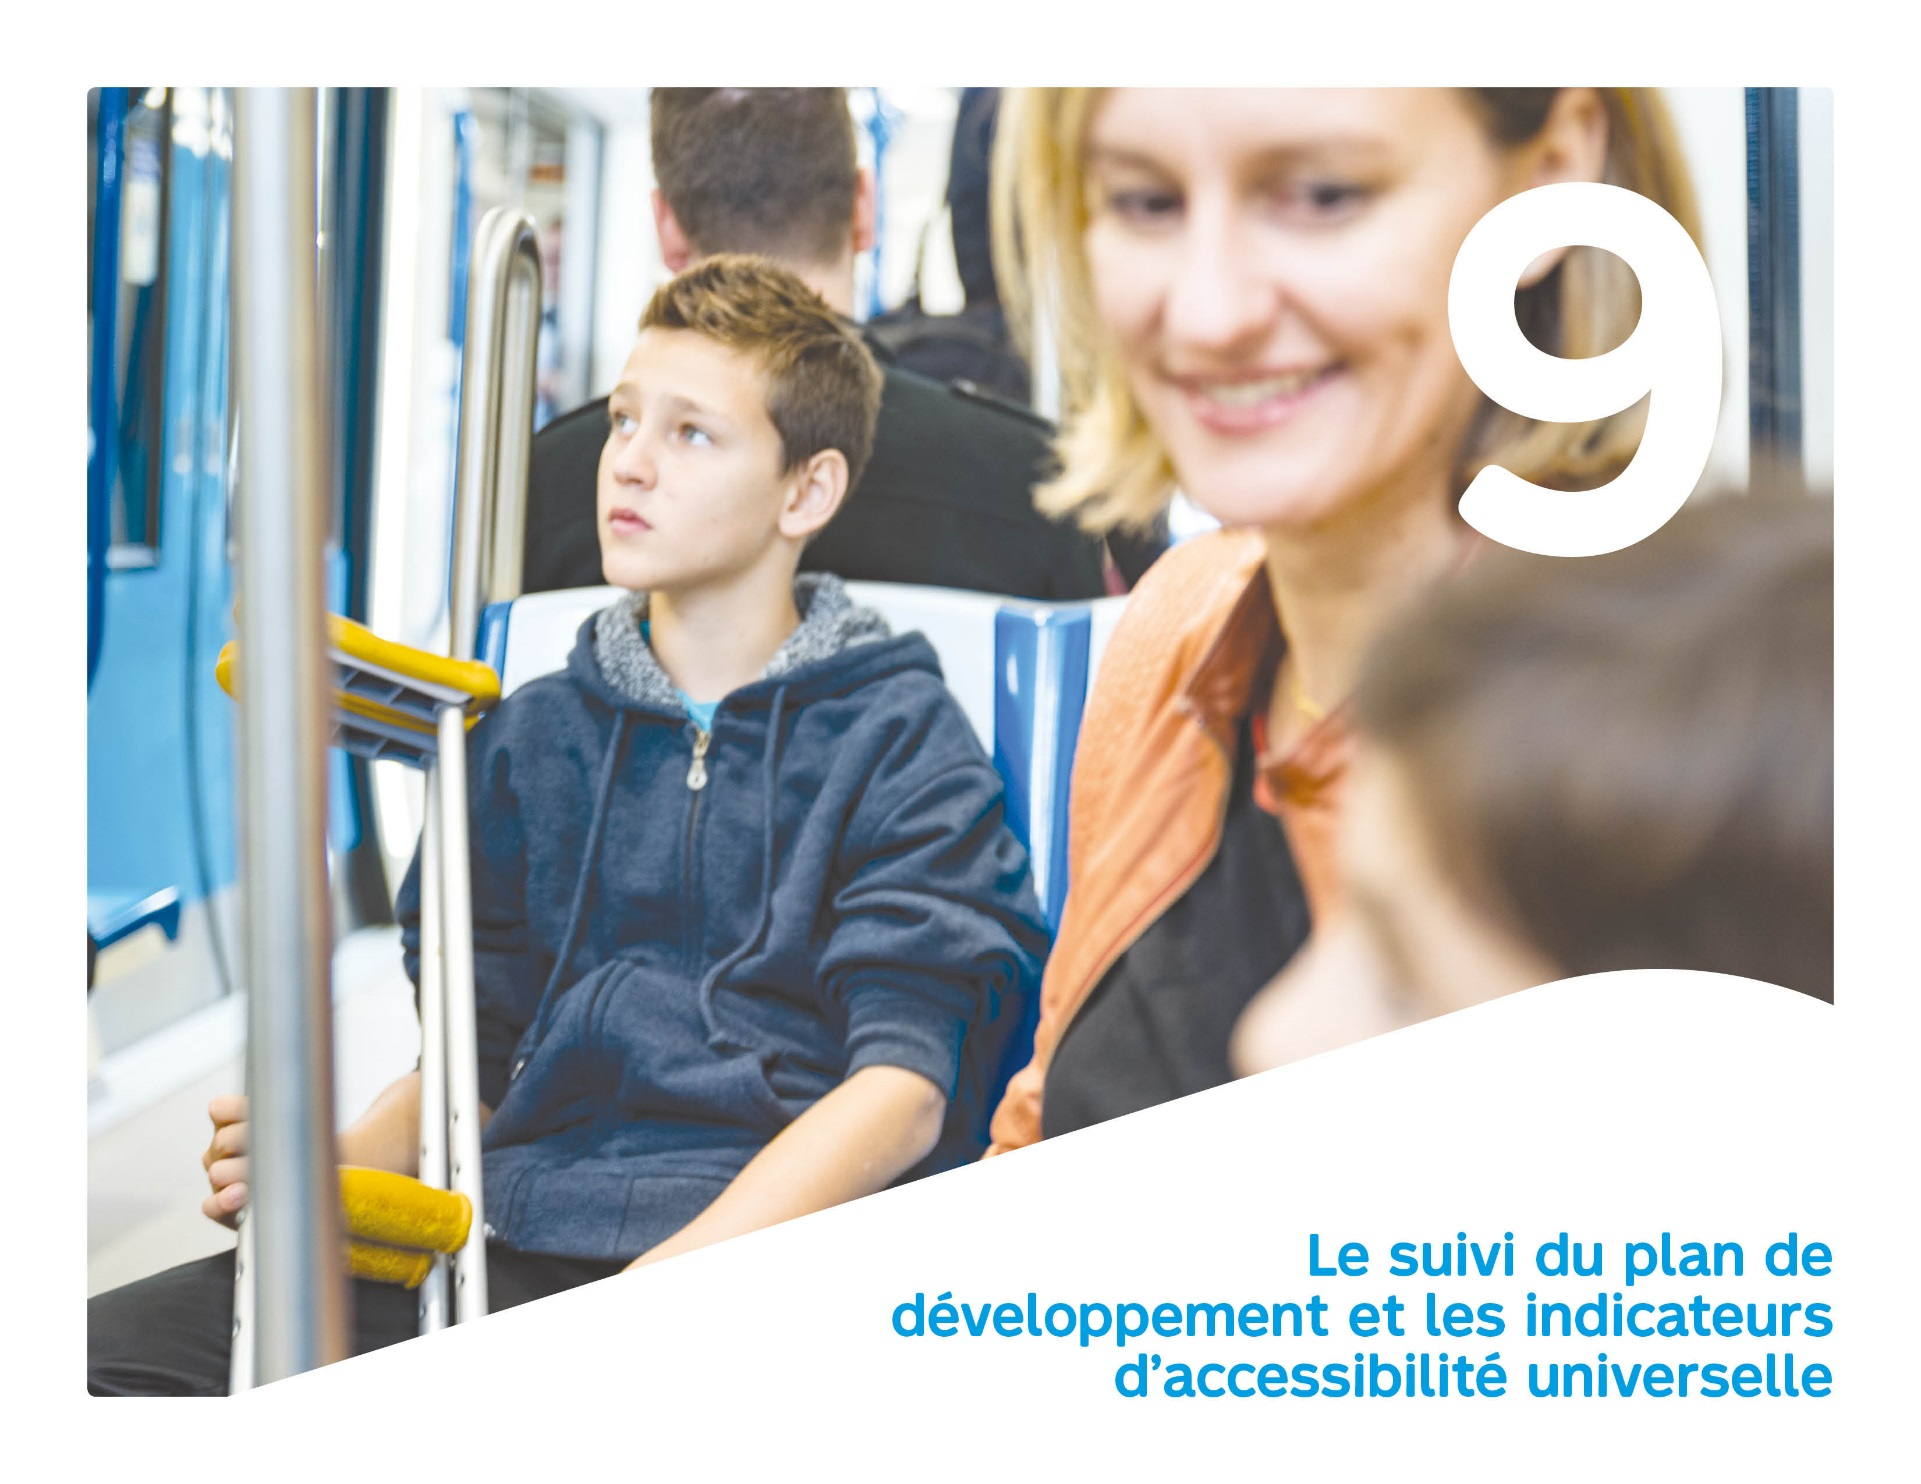 9
Le suivi du plan de
développement et les indicateurs
d'accessibilité universelle